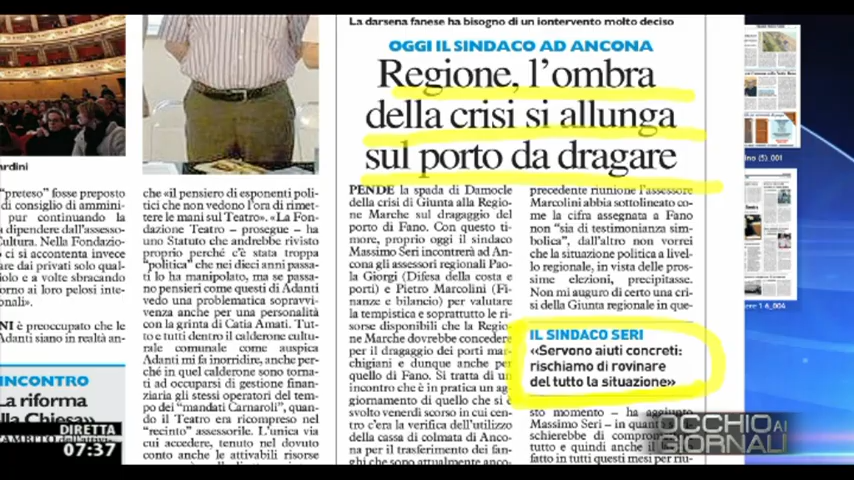 La darsena fanese ha bisogno di un iontervento molto deciso
OGGI IL SINDACO AD ANCONA
Regione, l'ombra
della crisi si allunga
sul porto da dragare
ardini
"preteso" fosse preposto
di consiglio di ammini-
pur continuando la
dipendere dall'assesso-
Cultura. Nella Fondazio-
si accontenta invece
are dai privati solo qual-
iolo e a volte sbracando
ntorno ai loro pelosi inte-
onali».
NI è preoccupato che le
Adanti siano in realtà an-
INCONTRO
La riforma
lla Chiesa»
che «il pensiero di esponenti poli-
tici che non vedono l'ora di rimet-
tere le mani sul Teatro». «La Fon-
dazione Teatro – prosegue – ha
uno Statuto che andrebbe rivisto
proprio perché c'è stata troppa
"politica" che nei dieci anni passa-
ti lo ha manipolato, ma se passa-
no pensieri come questi di Adanti
vedo una problematica sopravvi-
venza anche per una personalità
con la grinta di Catia Amati. Tut-
to e tutti dentro il calderone cultu-
rale comunale come auspica
Adanti mi fa inorridire, anche per-
ché in quel calderone sono torna-
ti ad occuparsi di gestione finan-
ziaria gli stessi operatori del tem-
po dei "mandati Carnaroli", quan-
do il Teatro era ricompreso nel
"recinto" assessorile. L'unica via
cui accedere, tenuto nel dovuto
conto anche le attivabili risorse
PENDE la spada di Damocle
della crisi di Giunta alla Regio-
ne Marche sul dragaggio del
porto di Fano. Con questo ti-
more, proprio oggi il sindaco
Massimo Seri incontrerà ad An-
cona gli assessori regionali Pao-
la Giorgi (Difesa della costa e
porti) e Pietro Marcolini (Fi-
nanze e bilancio) per valutare
la tempistica e soprattutto le ri-
sorse disponibili che la Regio-
ne Marche dovrebbe concedere
per il dragaggio dei porti mar-
chigiani e dunque anche per
quello di Fano. Si tratta di un
incontro che è in pratica un ag-
giornamento di quello che si è
svolto venerdì scorso in cui cen-
tro c'era la verifica dell'utilizzo
della cassa di colmata di Anco-
na per il trasferimento dei fan-
ghi che sono attualmente anco-
precedente riunione l'assessore
Marcolini abbia sottolineato co-
me la cifra assegnata a Fano
non "sia di testimonianza sim-
bolica", dall'altro non vorrei
che la situazione politica a livel-
lo regionale, in vista delle pros-
sime elezioni, precipitasse.
Non mi auguro di certo una cri-
si della Giunta regionale in que-
IL SINDACO SERI
«Servono aiuti concreti:
rischiamo di rovinare
del tutto la situazione»
sto momento – ha aggiunto
Massimo Seri – in quanto
schierebbe di comprom
tutto e quindi anche il
fatto in tutti questi mesi per riu-
DIRETTA
07:37
OCCHIO AI
GIORNALI